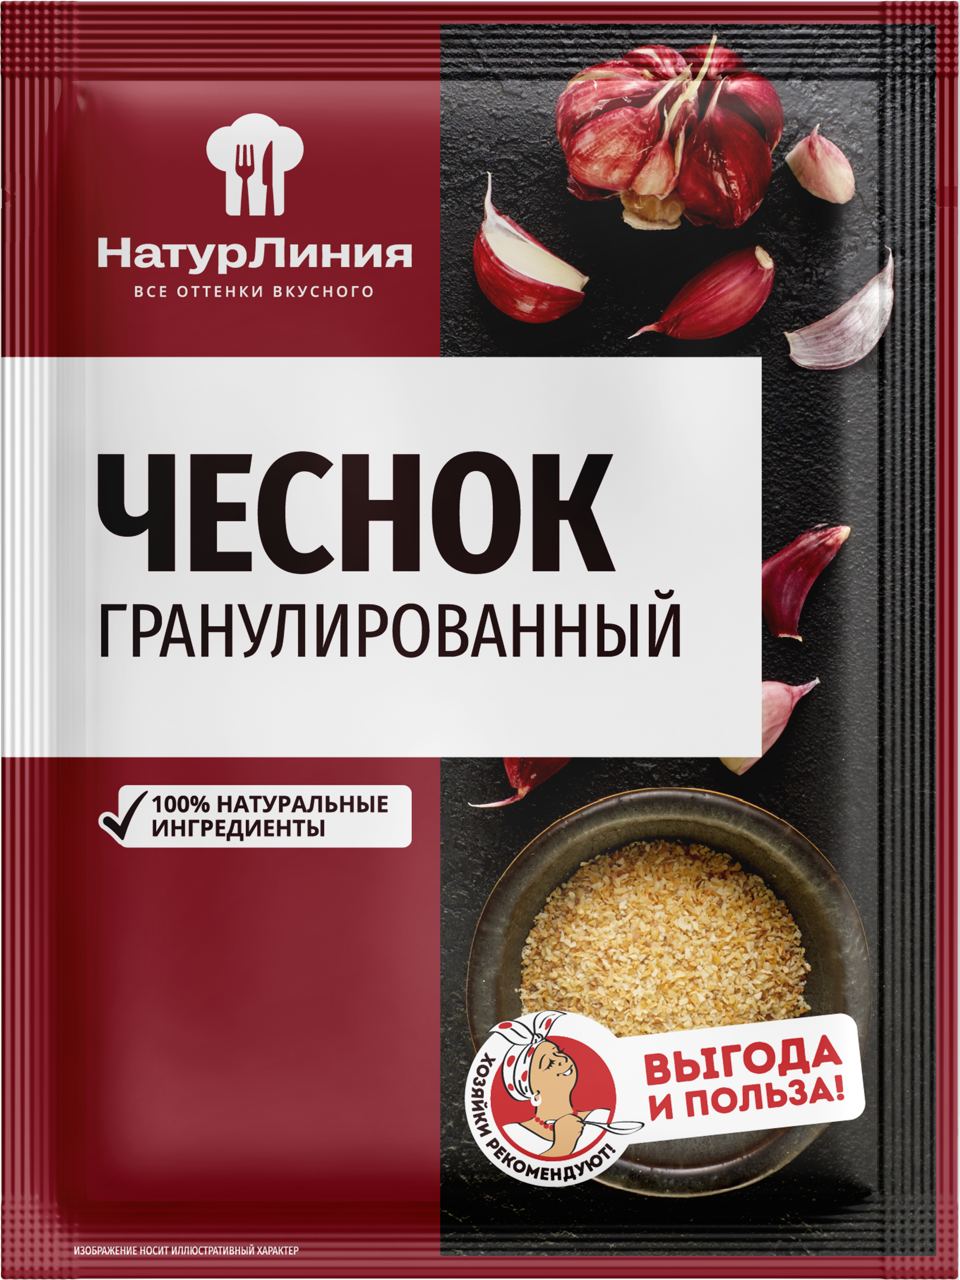 НатурЛиния
ВСЕ ОТТЕНКИ ВКУСНОГО
ЧЕСНОК
ГРАНУЛИРОВАННЫЙ
100% НАТУРАЛЬНЫЕ
ИНГРЕДИЕНТЫ
ХОЗЯЙКИ РЕКОМЕНДУЮТ!
ВЫГОДА
И ПОЛЬЗА!
ИЗОБРАЖЕНИЕ НОСИТ ИЛЛЮСТРАТИВНЫЙ ХАРАКТЕР